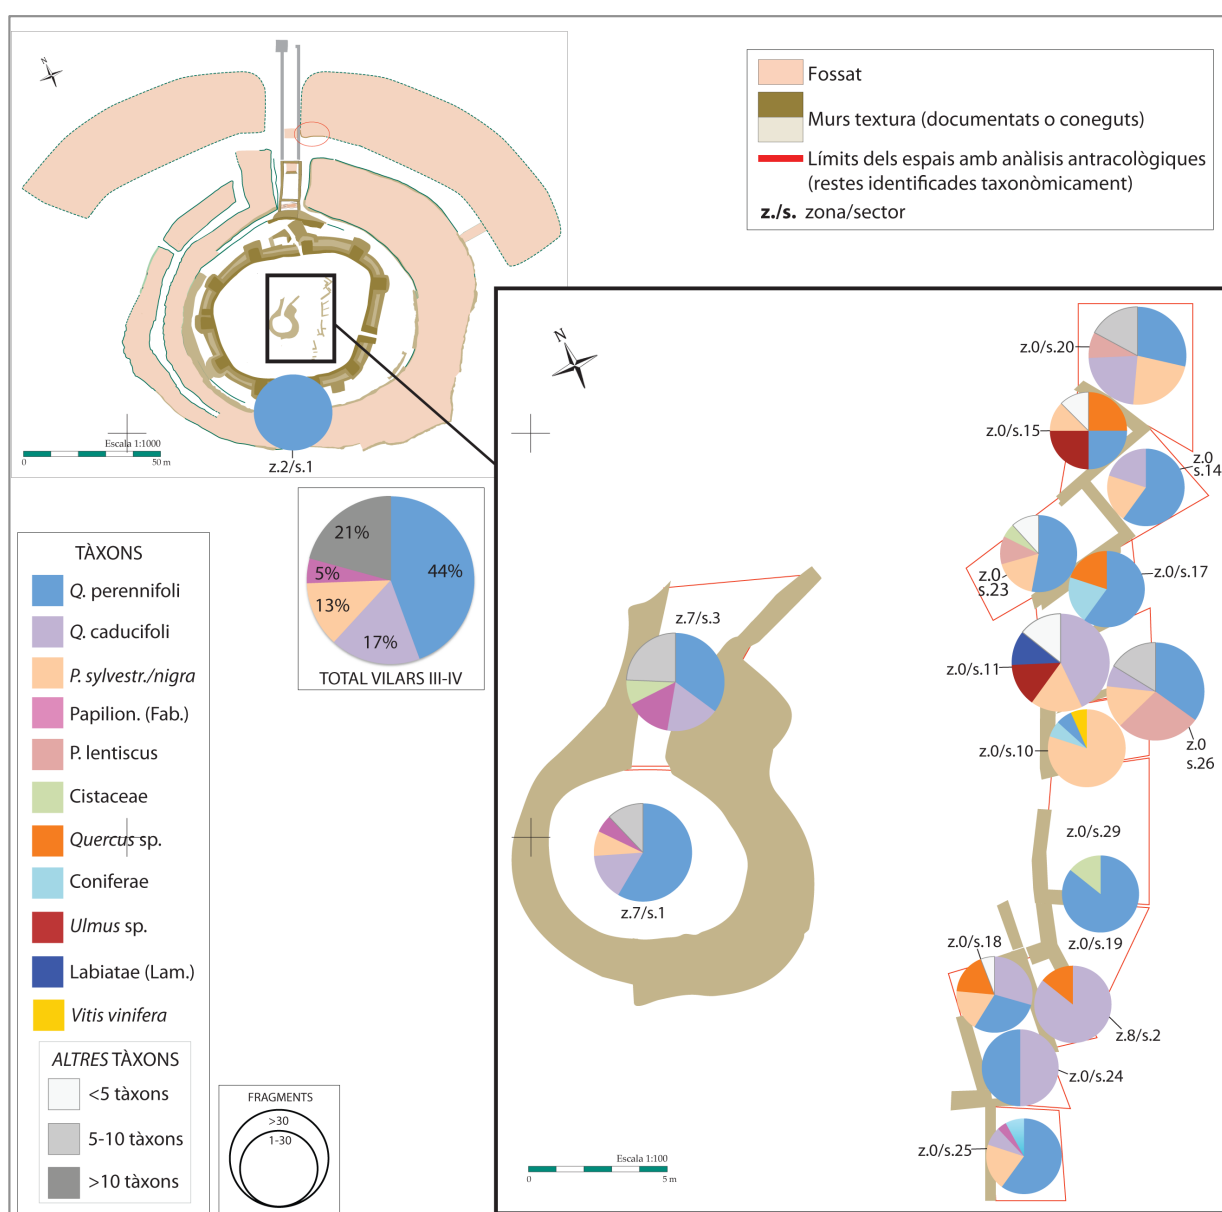 N
Escala 1:1000
0
50 m
z.2/s.1
Fossat
Murs textura (documentats o coneguts)
Límits dels espais amb anàlisis antracològiques
(restes identificades taxonòmicament)
z./s. zona/sector
21%
44%
5%
13%
17%
TOTAL VILARS III-IV
TÀXONS
Q. perennifoli
Q. caducifoli
P. sylvestr./nigra
Papilion. (Fab.)
P. lentiscus
Cistaceae
Quercus sp.
Coniferae
Ulmus sp.
Labiatae (Lam.)
Vitis vinifera
ALTRES TÀXONS
<5 tàxons
5-10 tàxons
>10 tàxons
FRAGMENTS
>30
1-30
N
z.0/s.20
z.0/s.15
z.0
s.14
z.0
s.23
z.0/s.17
z.7/s.3
z.0/s.11
z.0
s.26
z.0/s.10
z.0/s.29
z.7/s.1
z.0/s.19
z.0/s.18
z.8/s.2
z.0/s.24
z.0/s.25
Escala 1:100
0
5 m